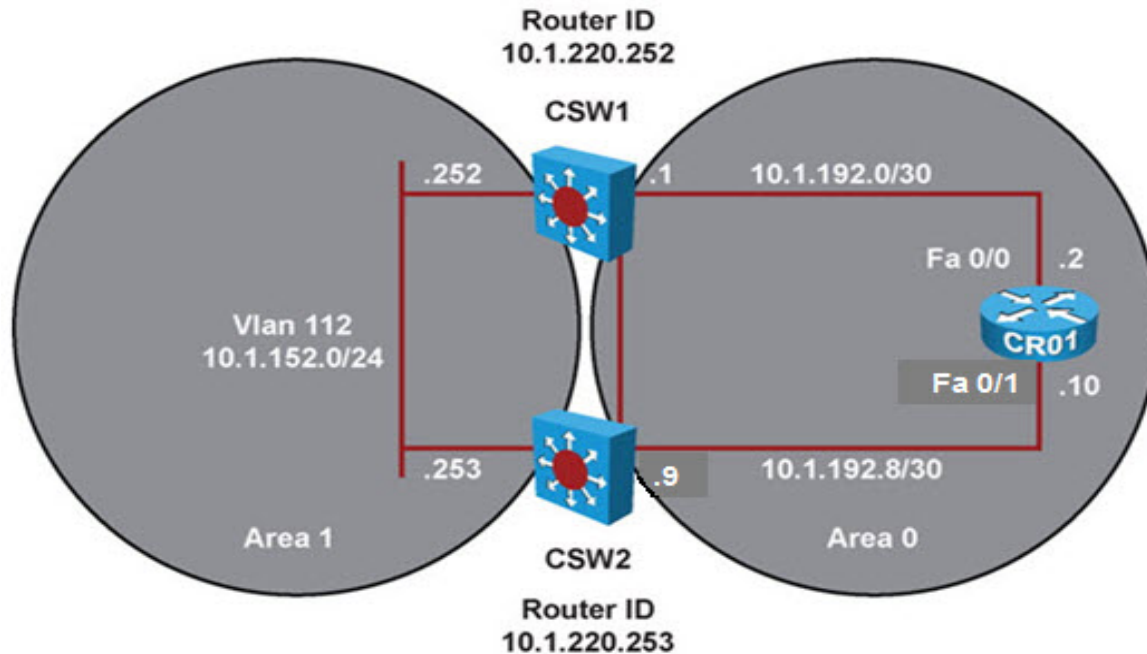 Router ID
10.1.220.252
CSW1
.252
.1
10.1.192.0/30
Fa 0/0
.2
Vlan 112
10.1.152.0/24
CR01
Fa 0/1
.10
.253
.9
10.1.192.8/30
Area 1
Area 0
CSW2
Router ID
10.1.220.253